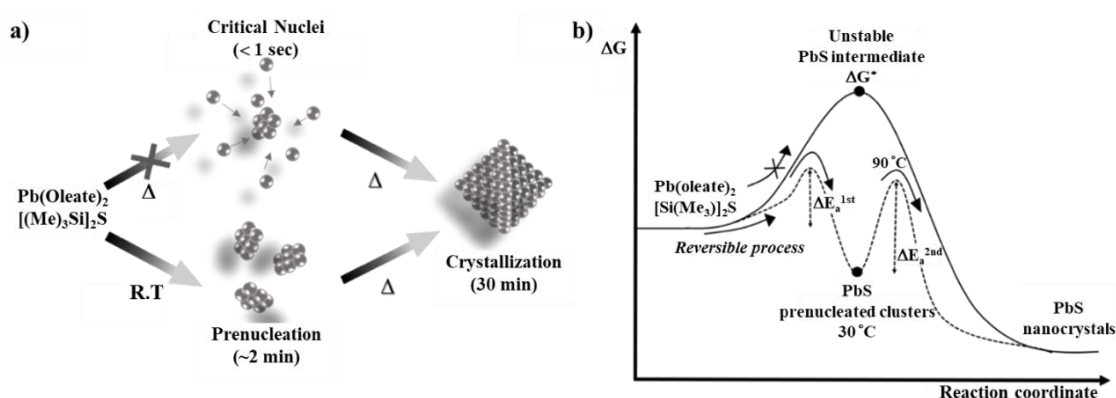 a)
Critical Nuclei
(< 1 sec)
Pb(Oleate)2
[(Me)3Si]2S
Δ
R.T
Prenucleation
(~2 min)
Δ
Δ
Crystallization
(30 min)
b)
ΔG
Unstable
PbS intermediate
ΔG*
Pb(oleate)2
[Si(Me3)]2S
Reversible process
ΔEa1st
90 °C
ΔEa2nd
PbS
prenucleated clusters
30 °C
PbS
nanocrystals
Reaction coordinate